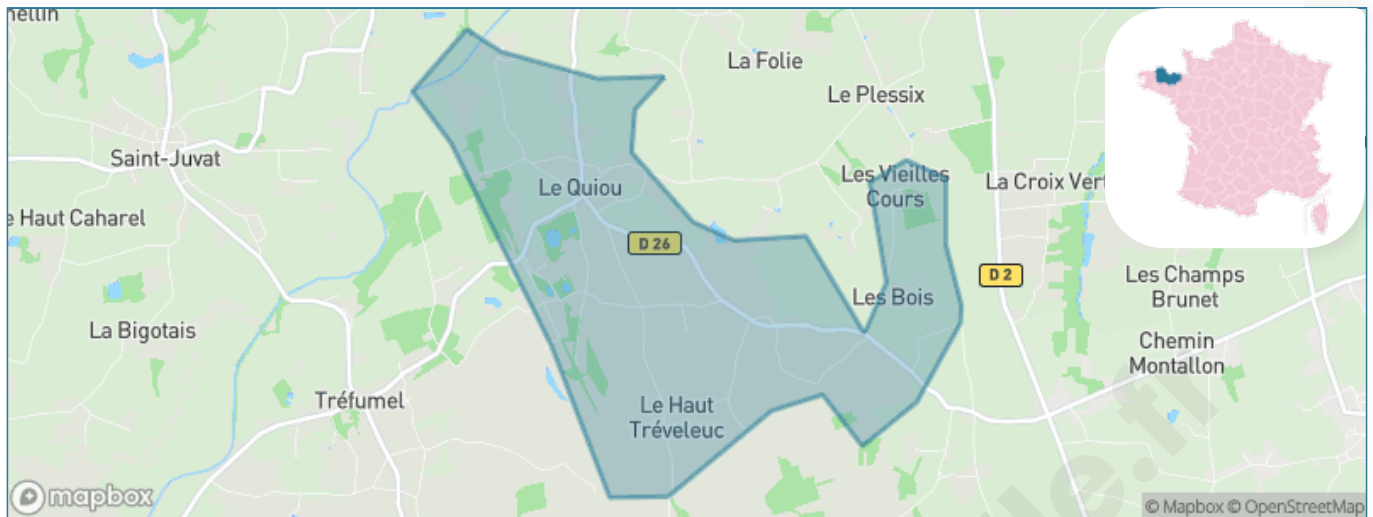 La Folie
Le Plessix
Saint-Juvat
Les Vieilles
Cours
La Croix Vert
Le Quiou
Haut Caharel
D 26
D 2
Les Champs
Brunet
Les Bois
La Bigotais
Chemin
Montallon
Tréfumel
Le Haut
Tréveleuc
mapbox
© Mapbox © OpenStreetMap